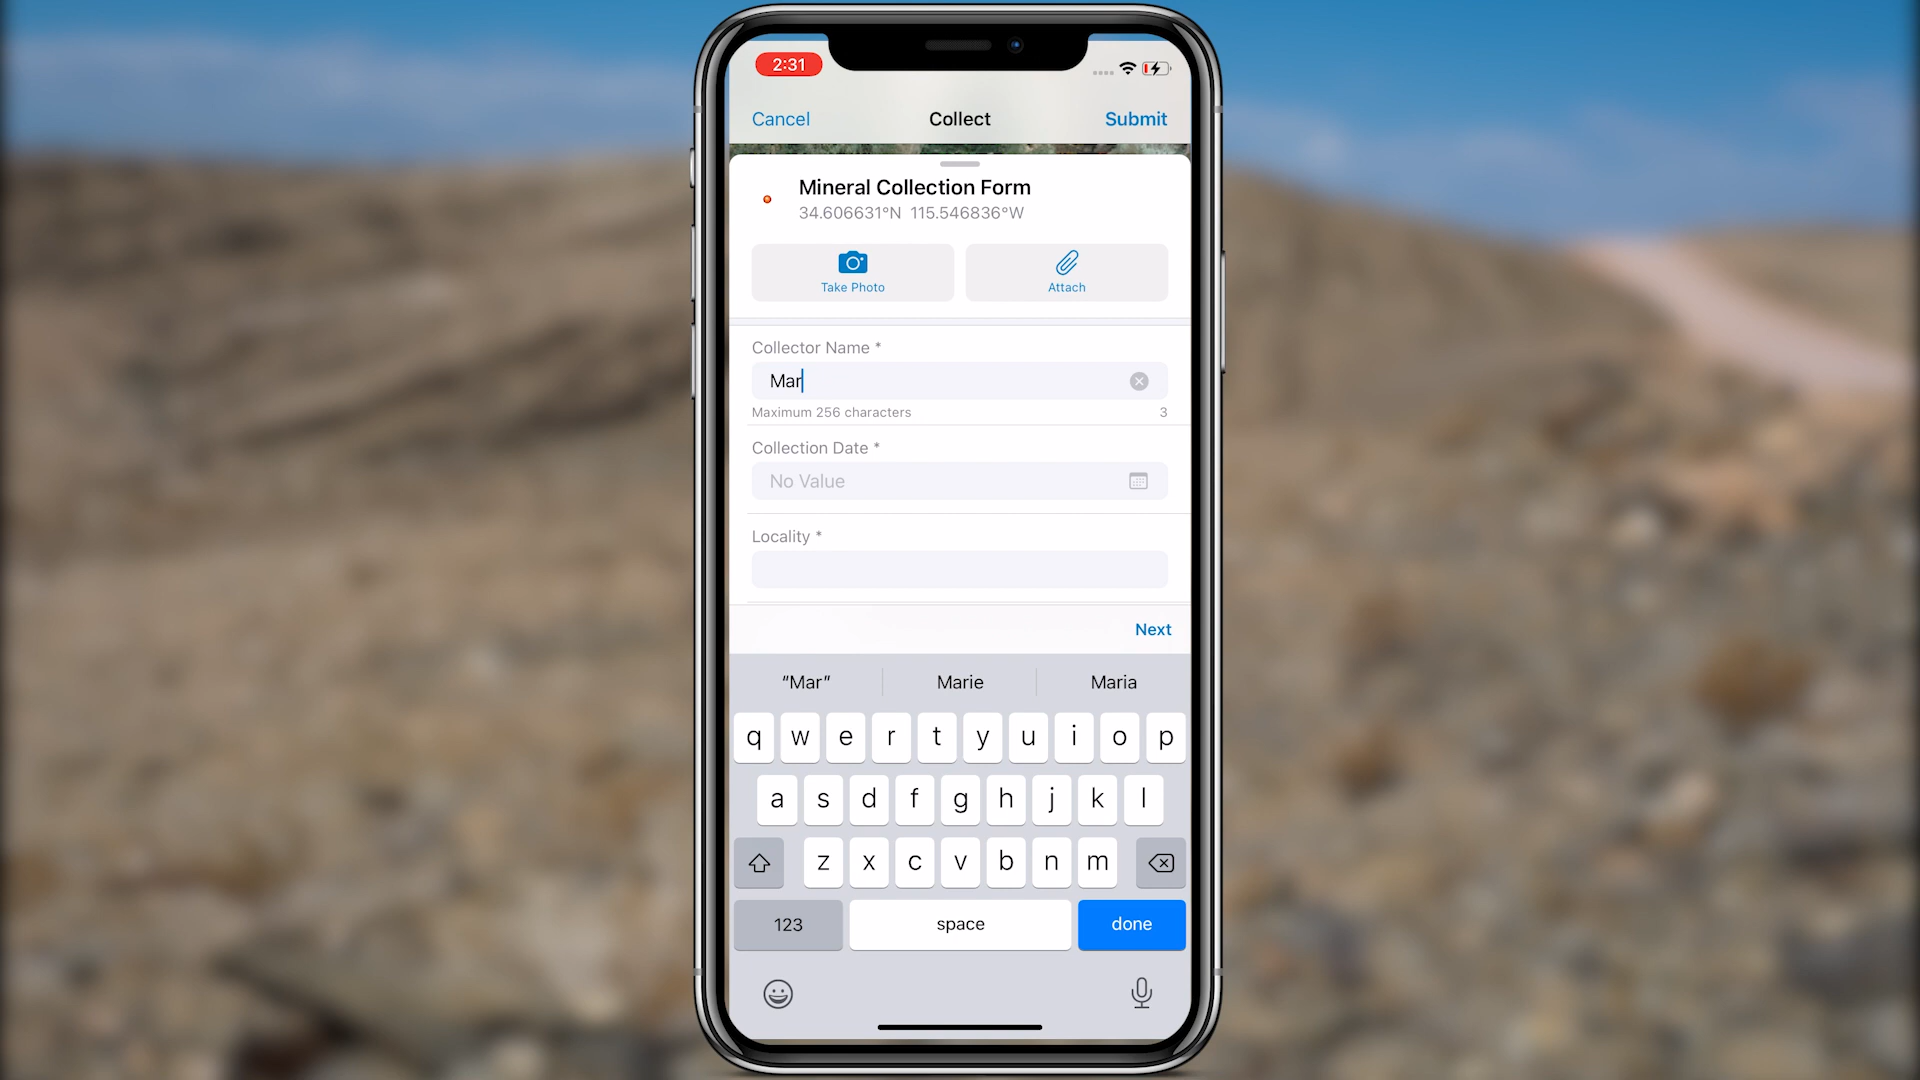 2:31
Cancel Collect Submit
Mineral Collection Form
34.606631°N 115.546836°W
Take Photo Attach
Collector Name *
Mar
Maximum 256 characters 3
Collection Date *
No Value
Locality *
Next
"Mar" Marie Maria
q w e r t y u i o p
a s d f g h j k l
z x c v b n m
123 space done